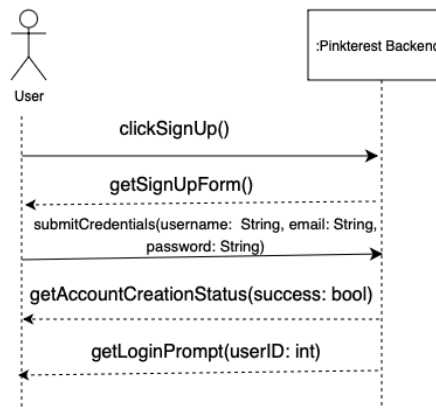 User
:Pinkterest Backend
clickSignUp()
getSignUpForm()
submitCredentials(username: String, email: String,
password: String)
getAccountCreationStatus(success: bool)
getLoginPrompt(userID: int)